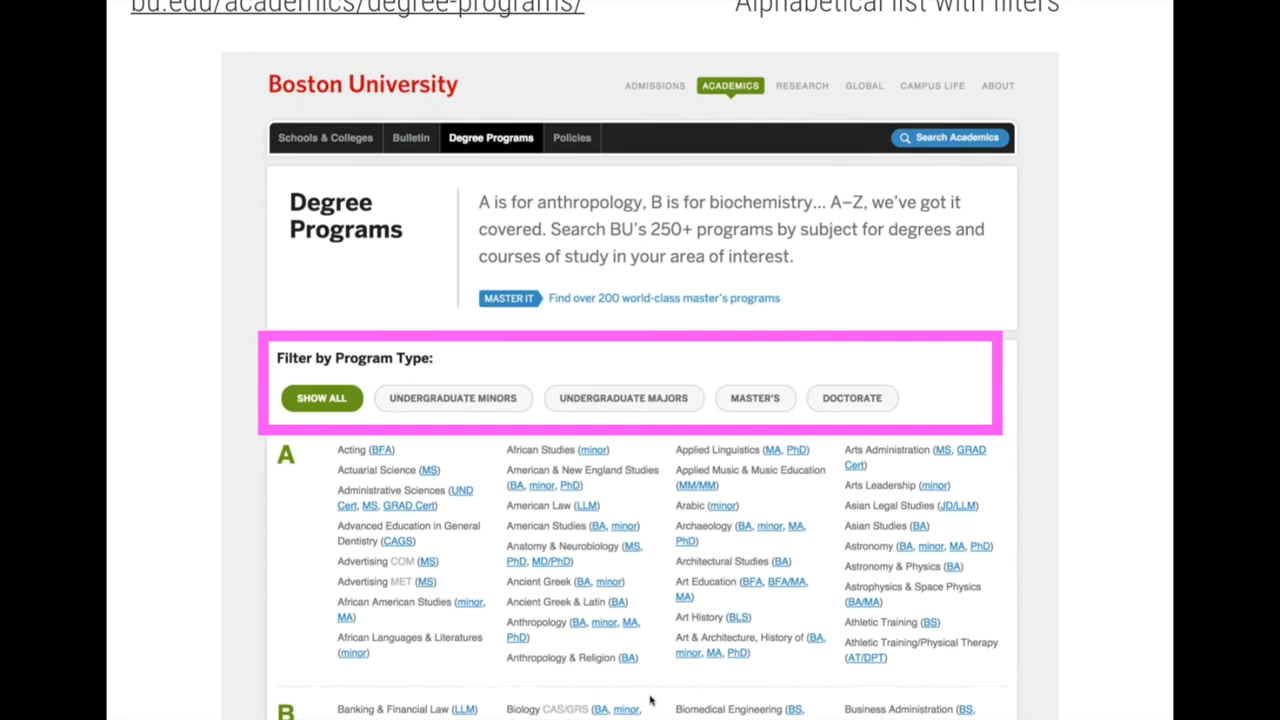 bu.edu/academics/degree-programs/
Alphabetical list with filters
Boston University
ADMISSIONS ACADEMICS RESEARCH GLOBAL CAMPUS LIFE ABOUT
Schools & Colleges Bulletin Degree Programs Policies Search Academics
Degree
Programs
A is for anthropology, B is for biochemistry... A–Z, we've got it
covered. Search BU's 250+ programs by subject for degrees and
courses of study in your area of interest.
MASTER IT Find over 200 world-class master's programs
Filter by Program Type:
SHOW ALL UNDERGRADUATE MINORS UNDERGRADUATE MAJORS MASTER'S DOCTORATE
A
Acting (BFA)
Actuarial Science (MS)
Administrative Sciences (UND
Cert, MS, GRAD Cert)
Advanced Education in General
Dentistry (CAGS)
Advertising COM (MS)
Advertising MET (MS)
African American Studies (minor,
MA)
African Languages & Literatures
(minor)
African Studies (minor)
American & New England Studies
(BA, minor, PhD)
American Law (LLM)
American Studies (BA, minor)
Anatomy & Neurobiology (MS,
PhD, MD/PhD)
Ancient Greek (BA, minor)
Ancient Greek & Latin (BA)
Anthropology (BA, minor, MA,
PhD)
Anthropology & Religion (BA)
Applied Linguistics (MA, PhD)
Applied Music & Music Education
(MM/MM)
Arabic (minor)
Archaeology (BA, minor, MA,
PhD)
Architectural Studies (BA)
Art Education (BFA, BFA/MA,
MA)
Art History (BLS)
Art & Architecture, History of (BA,
minor, MA, PhD)
Arts Administration (MS, GRAD
Cert)
Arts Leadership (minor)
Asian Legal Studies (JD/LLM)
Asian Studies (BA)
Astronomy (BA, minor, MA, PhD)
Astronomy & Physics (BA)
Astrophysics & Space Physics
(BA/MA)
Athletic Training (BS)
Athletic Training/Physical Therapy
(AT/DPT)
B
Banking & Financial Law (LLM)
Biology CAS/GRS (BA, minor,
Biomedical Engineering (BS,
Business Administration (BS,